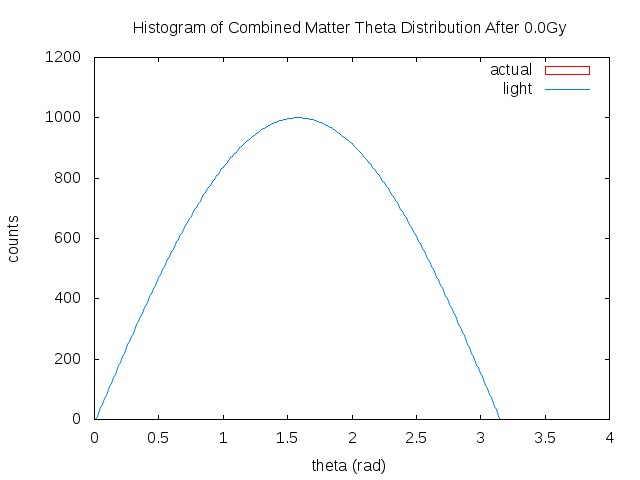 Histogram of Combined Matter Theta Distribution After 0.0Gy
1200
1000
800
600
400
200
0
counts
actual
light
0 0.5 1 1.5 2 2.5 3 3.5 4
theta (rad)